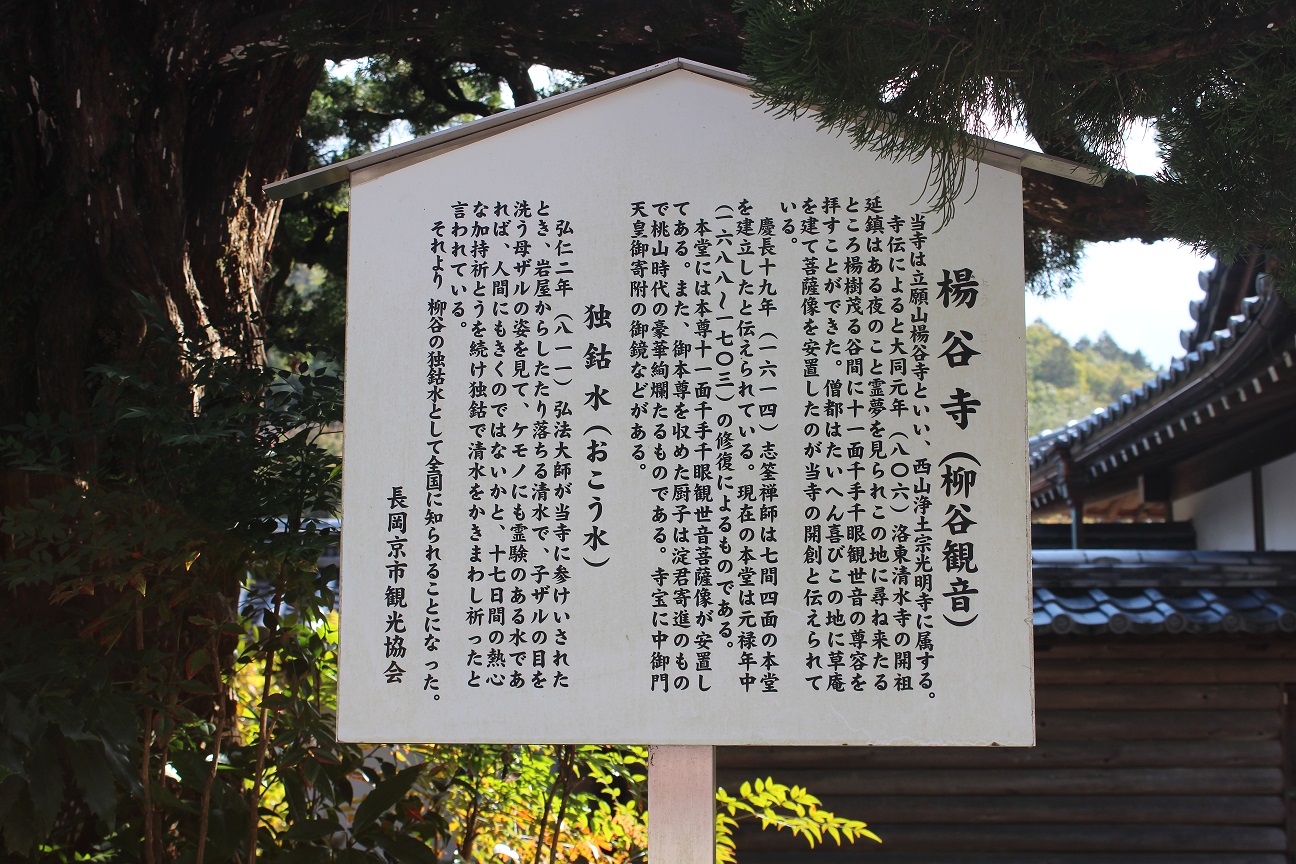 楊谷寺（柳谷観音）
当寺は立願山楊谷寺といい、西山浄土宗光明寺に属する。
寺伝によると大同元年（八〇六）洛東清水寺の開祖
延鎮はある夜のこと霊夢を見られこの地に尋ね来たる
ところ楊樹茂る谷間に十一面千手千眼観世音の尊容を
拝すことができた。僧都はたいへん喜びこの地に草庵
を建て菩薩像を安置したのが当寺の開創と伝えられて
いる。
慶長十九年（一六一四）志筌禅師は七間四面の本堂
を建立したと伝えられている。現在の本堂は元禄年中
（一六八八〜一七〇三）の修復によるものである。
本堂には本尊十一面千手千眼観世音菩薩像が安置し
てある。また、御本尊を収めた厨子は淀君寄進のもの
で桃山時代の豪華絢爛たるものである。寺宝に中御門
天皇御寄附の御鏡などがある。
独鈷水（おこう水）
弘仁二年（八一一）弘法大師が当寺に参けいされた
とき、岩屋からしたたり落ちる清水で、子ザルの目を
洗う母ザルの姿を見て、ケモノにも霊験のある水であ
れば、人間にもきくのではないかと、十七日間の熱心
な加持祈とうを続け独鈷で清水をかきまわし祈ったと
言われている。
それより柳谷の独鈷水として全国に知られることになった。
長岡京市観光協会